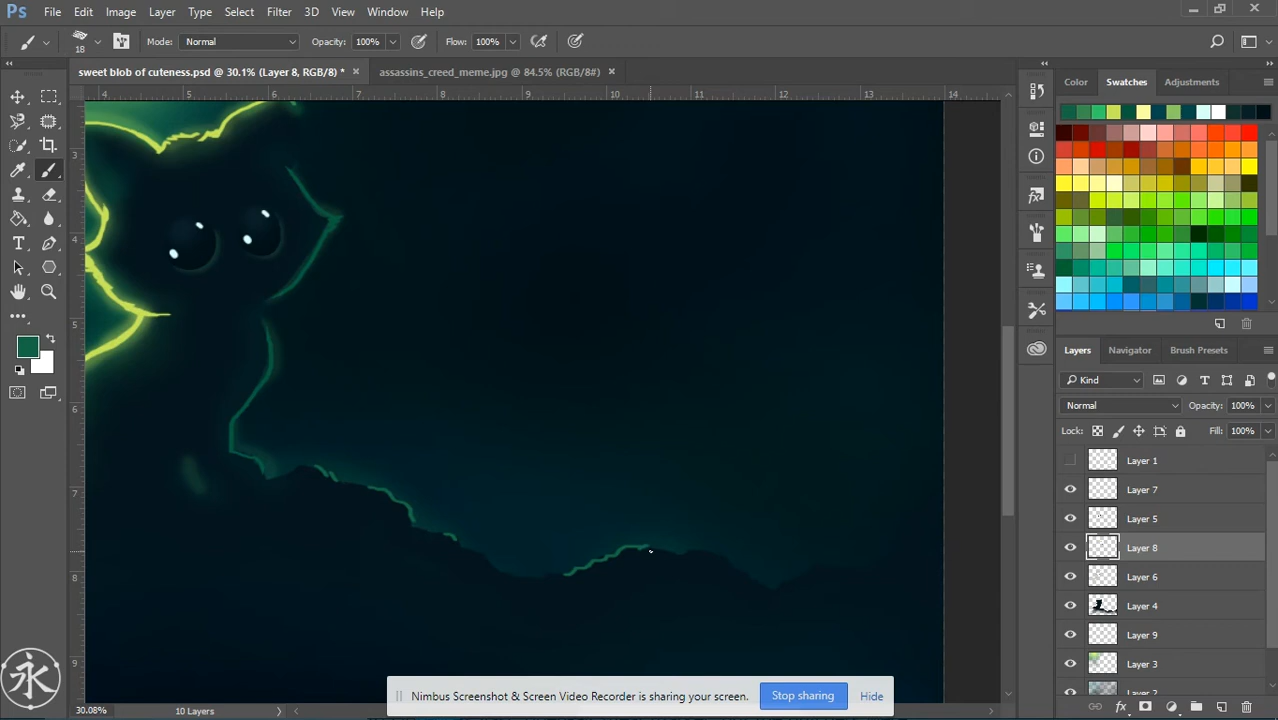 Ps File Edit Image Layer Type Select Filter 3D View Window Help
18 Mode: Normal Opacity: 100% Flow: 100%
sweet blob of cuteness.psd @ 30.1% (Layer 8, RGB/8) * × assassins_creed_meme.jpg @ 84.5% (RGB/8#) ×
Color Swatches Adjustments
4 5 6 7 8 9 10 11 12 13 14
3
4
5
6
7
8
9
Layers Navigator Brush Presets
Kind
Normal Opacity: 100%
Lock: Fill: 100%
Layer 1
Layer 7
Layer 5
Layer 8
Layer 6
Layer 4
Layer 9
Layer 3
Layer 2
永
Nimbus Screenshot & Screen Video Recorder is sharing your screen. Stop sharing Hide
30.08% 10 Layers